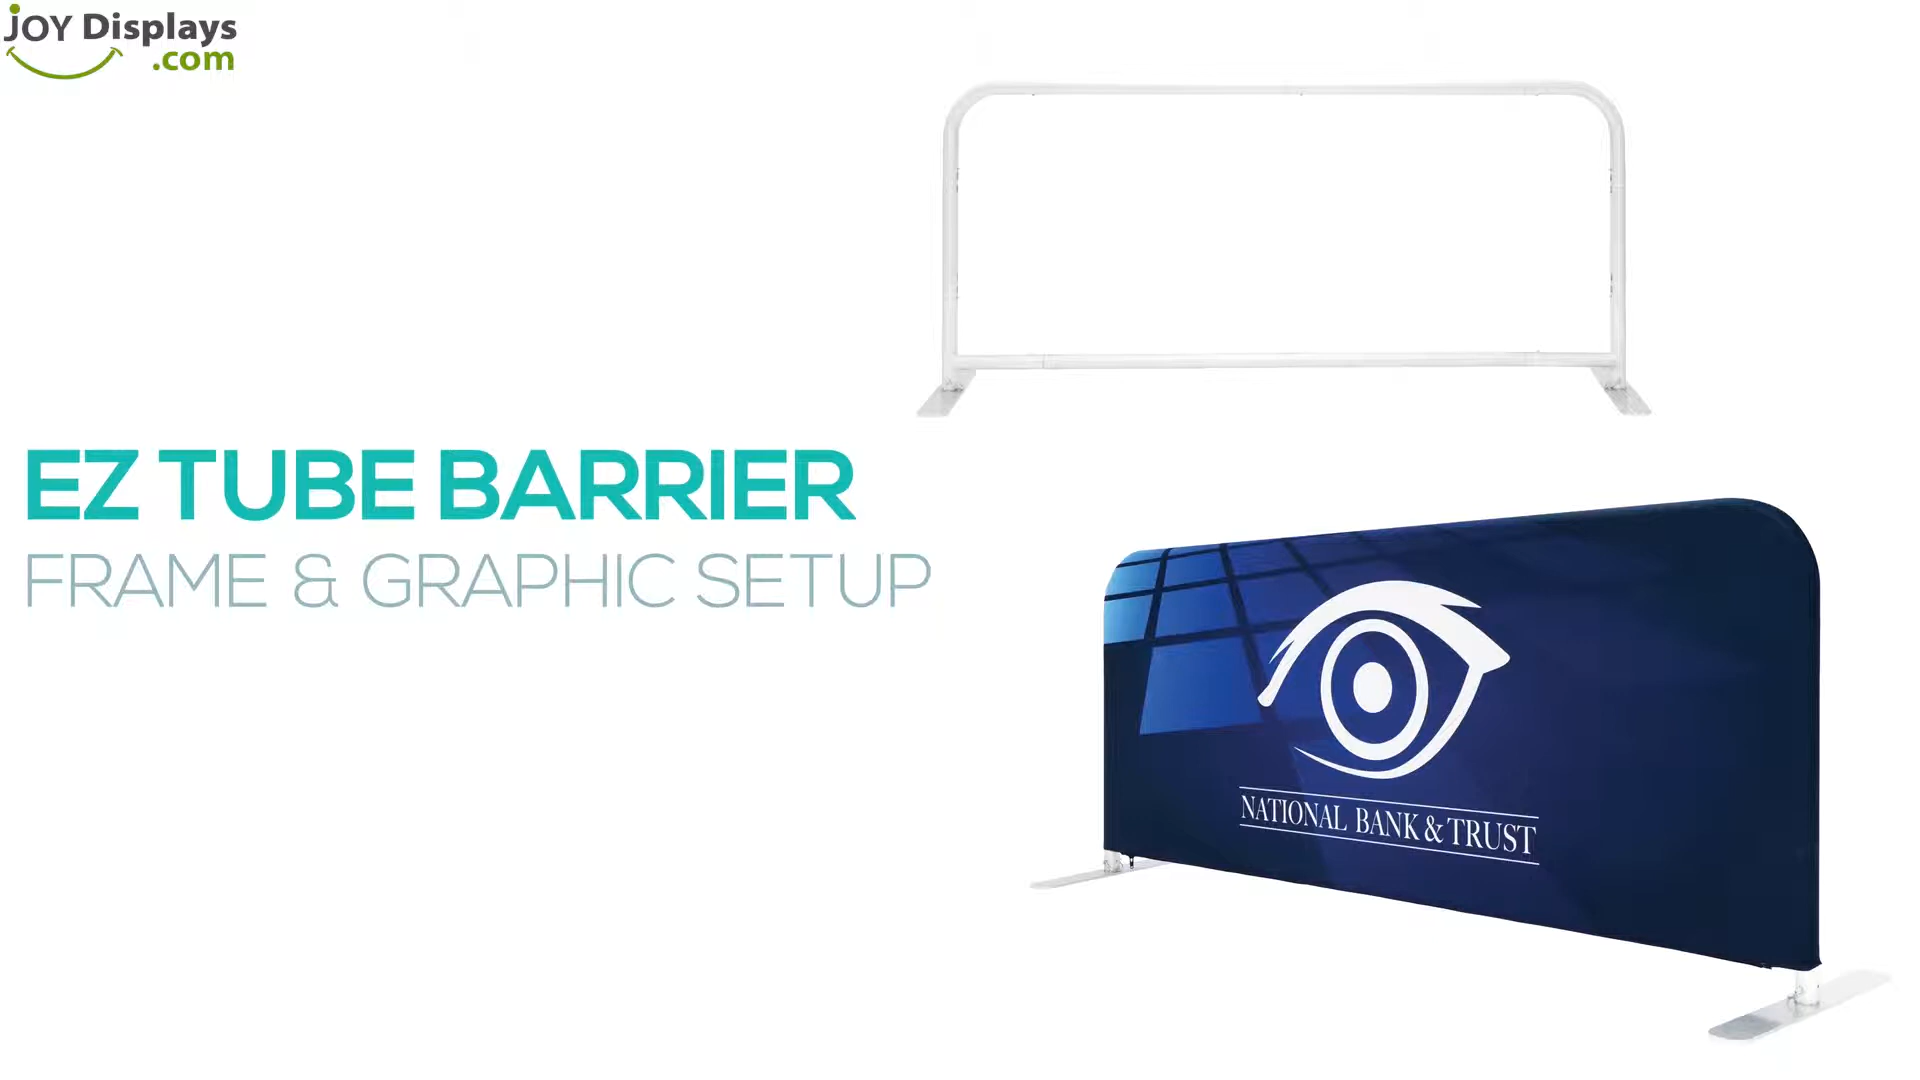 JOY Displays
.com
EZ TUBE BARRIER
FRAME & GRAPHIC SETUP
NATIONAL BANK & TRUST